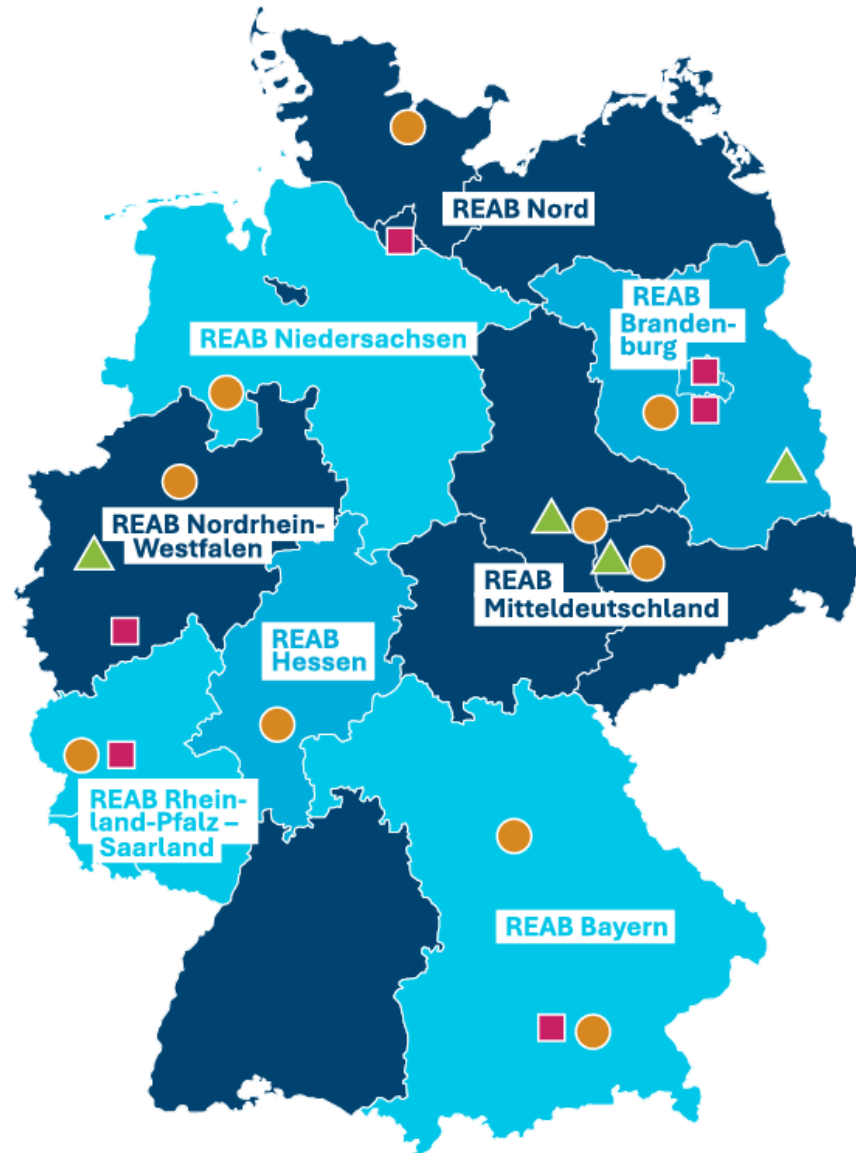 REAB Nord
REAB
Branden-
burg
REAB Niedersachsen
REAB Nordrhein-
Westfalen
REAB
Mitteldeutschland
REAB
Hessen
REAB Rhein-
land-Pfalz –
Saarland
REAB Bayern